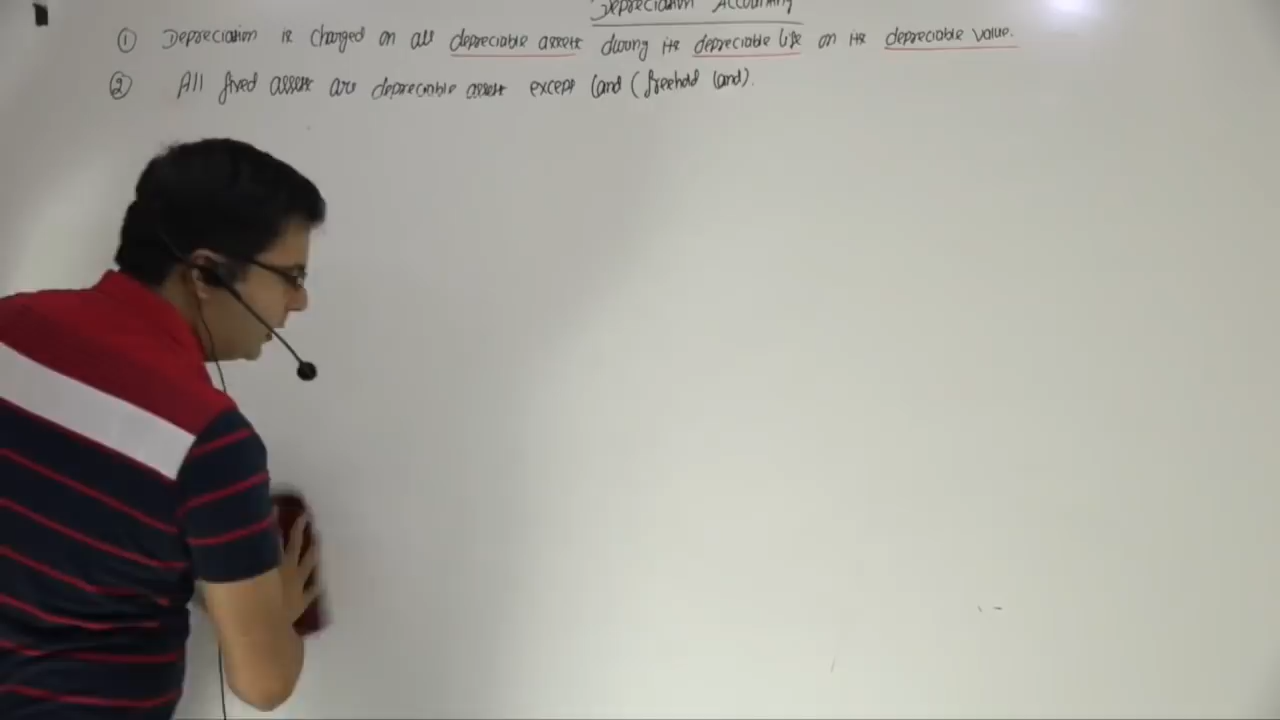 Depreciation Accounting
① Depreciation is charged on all depreciable assets during its depreciable life on its depreciable value.
② All fixed assets are depreciable assets except land (freehold land).